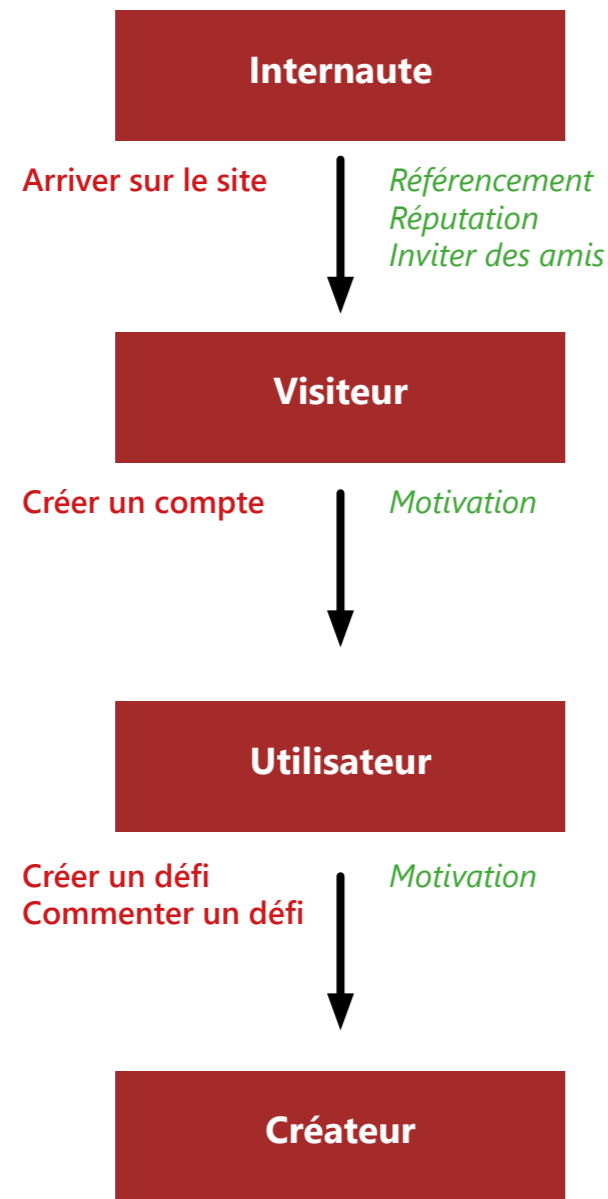 Internaute
Arriver sur le site
Référencement
Réputation
Inviter des amis
Visiteur
Créer un compte
Motivation
Utilisateur
Créer un défi
Commenter un défi
Motivation
Créateur